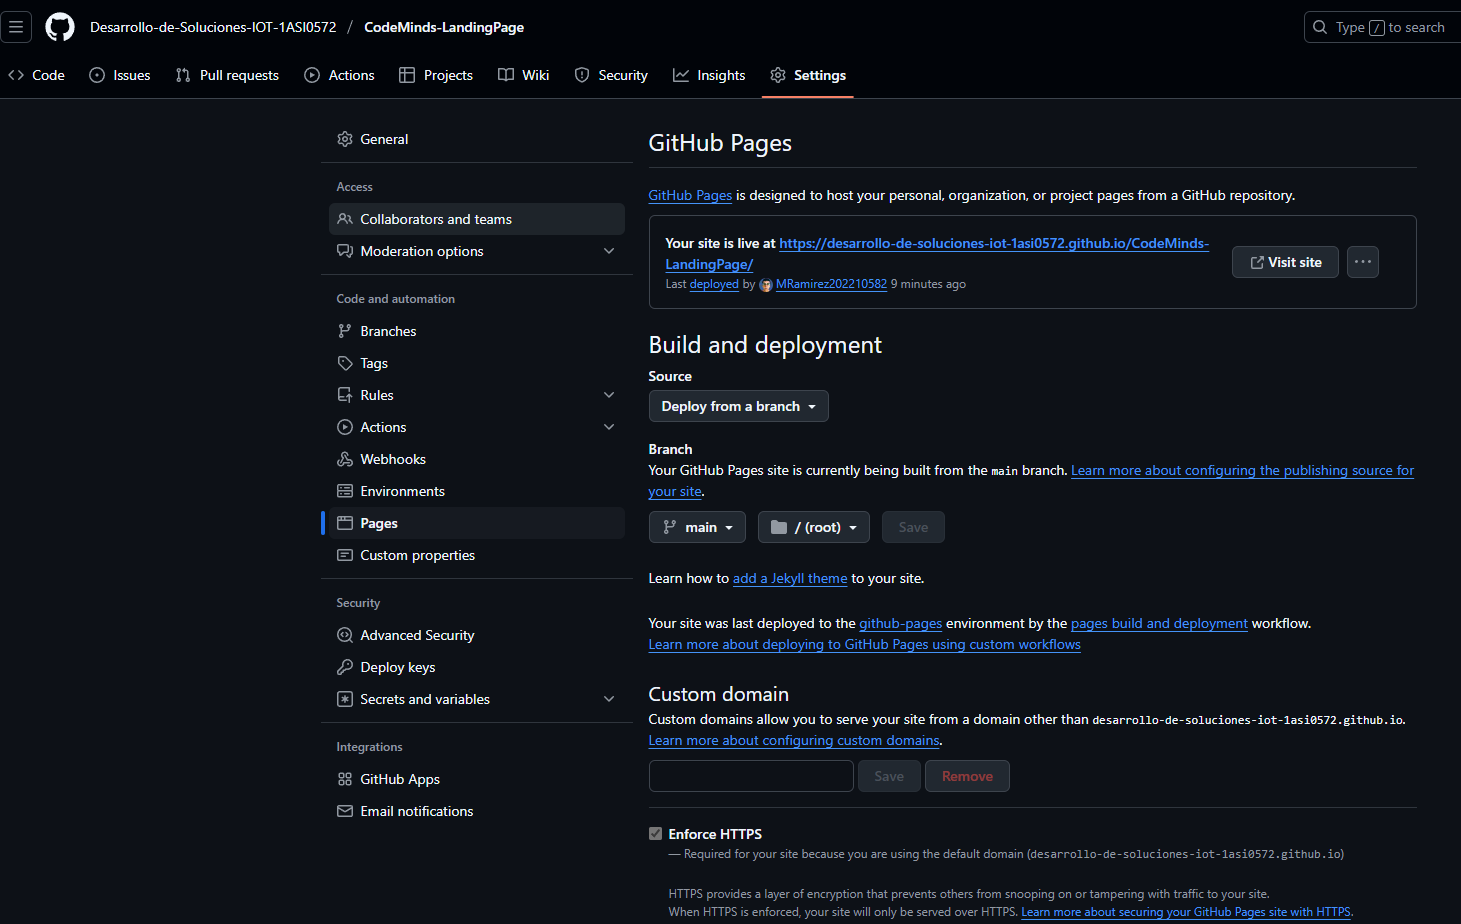 Desarrollo-de-Soluciones-IOT-1ASI0572 / CodeMinds-LandingPage
Type / to search
Code
Issues
Pull requests
Actions
Projects
Wiki
Security
Insights
Settings
General
Access
Collaborators and teams
Moderation options
Code and automation
Branches
Tags
Rules
Actions
Webhooks
Environments
Pages
Custom properties
Security
Advanced Security
Deploy keys
Secrets and variables
Integrations
GitHub Apps
Email notifications
GitHub Pages
GitHub Pages is designed to host your personal, organization, or project pages from a GitHub repository.
Your site is live at https://desarrollo-de-soluciones-iot-1asi0572.github.io/CodeMinds-
LandingPage/
Last deployed by MRamirez202210582 9 minutes ago
Visit site
Build and deployment
Source
Deploy from a branch
Branch
Your GitHub Pages site is currently being built from the main branch. Learn more about configuring the publishing source for
your site.
main
/ (root)
Save
Learn how to add a Jekyll theme to your site.
Your site was last deployed to the github-pages environment by the pages build and deployment workflow.
Learn more about deploying to GitHub Pages using custom workflows
Custom domain
Custom domains allow you to serve your site from a domain other than desarrollo-de-soluciones-iot-1asi0572.github.io.
Learn more about configuring custom domains.
Save
Remove
Enforce HTTPS
— Required for your site because you are using the default domain (desarrollo-de-soluciones-iot-1asi0572.github.io)
HTTPS provides a layer of encryption that prevents others from snooping on or tampering with traffic to your site.
When HTTPS is enforced, your site will only be served over HTTPS. Learn more about securing your GitHub Pages site with HTTPS.